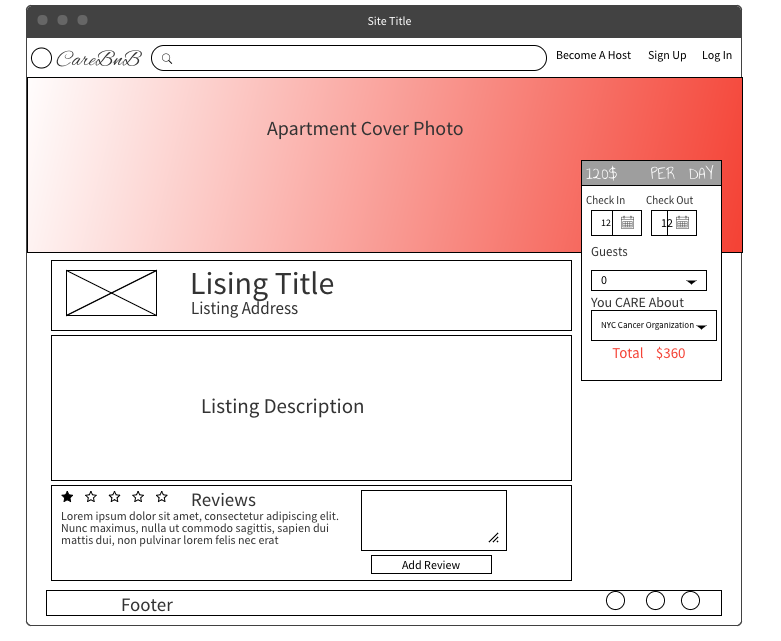 Site Title
CareBnB
Become A Host
Sign Up
Log In
Apartment Cover Photo
120$ PER DAY
Check In
Check Out
12
12
Guests
0
You CARE About
NYC Cancer Organization
Total $360
Lising Title
Listing Address
Listing Description
Reviews
Lorem ipsum dolor sit amet, consectetur adipiscing elit.
Nunc maximus, nulla ut commodo sagittis, sapien dui
mattis dui, non pulvinar lorem felis nec erat
Add Review
Footer